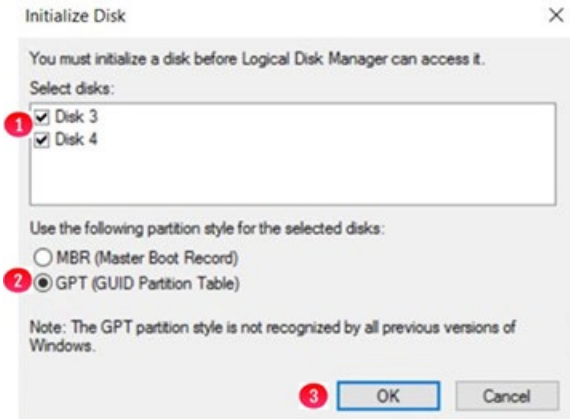 Initialize Disk
You must initialize a disk before Logical Disk Manager can access it.
Select disks:
1
Disk 3
Disk 4
Use the following partition style for the selected disks:
MBR (Master Boot Record)
2
GPT (GUID Partition Table)
Note: The GPT partition style is not recognized by all previous versions of
Windows.
3
OK
Cancel